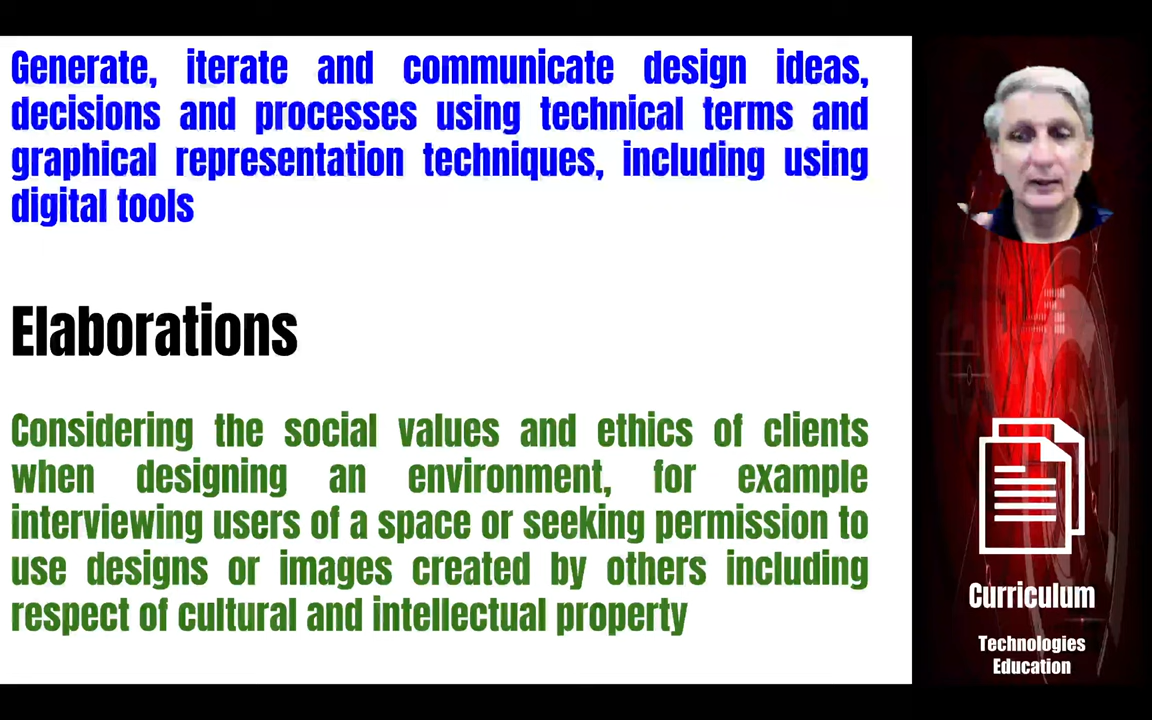 Generate, iterate and communicate design ideas,
decisions and processes using technical terms and
graphical representation techniques, including using
digital tools
Elaborations
Considering the social values and ethics of clients
when designing an environment, for example
interviewing users of a space or seeking permission to
use designs or images created by others including
respect of cultural and intellectual property
Curriculum
Technologies
Education